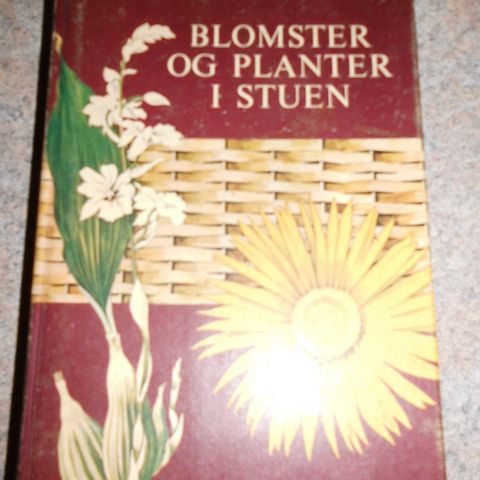 BLOMSTER
OG PLANTER
I STUEN